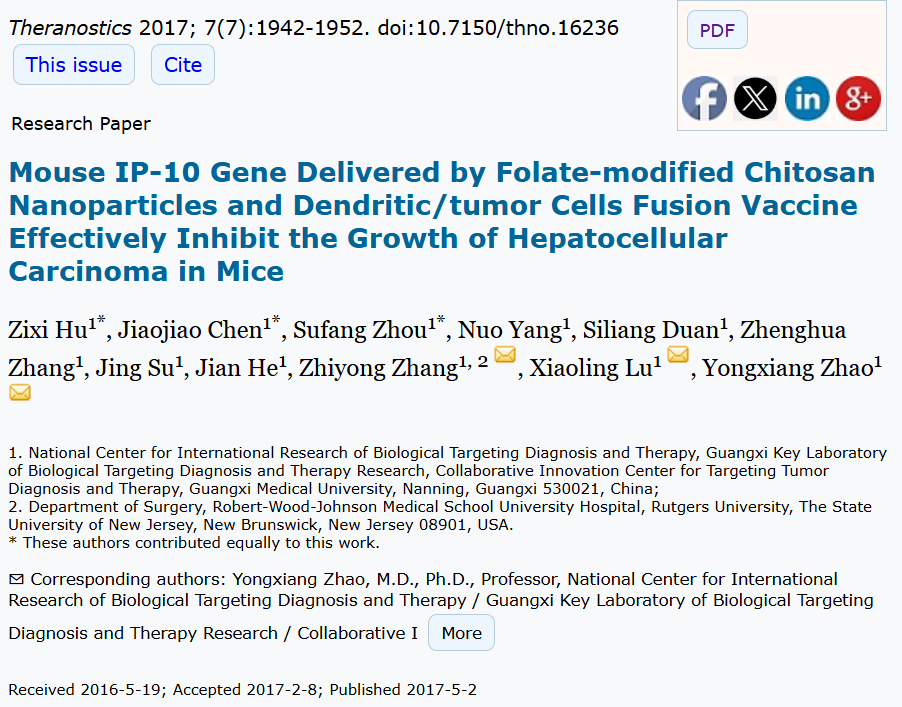 Theranostics 2017; 7(7):1942-1952. doi:10.7150/thno.16236
PDF
This issue Cite
Research Paper
Mouse IP-10 Gene Delivered by Folate-modified Chitosan
Nanoparticles and Dendritic/tumor Cells Fusion Vaccine
Effectively Inhibit the Growth of Hepatocellular
Carcinoma in Mice
Zixi Hu1*, Jiaojiao Chen1*, Sufang Zhou1*, Nuo Yang1, Siliang Duan1, Zhenghua
Zhang1, Jing Su1, Jian He1, Zhiyong Zhang1, 2 , Xiaoling Lu1 , Yongxiang Zhao1
1. National Center for International Research of Biological Targeting Diagnosis and Therapy, Guangxi Key Laboratory
of Biological Targeting Diagnosis and Therapy Research, Collaborative Innovation Center for Targeting Tumor
Diagnosis and Therapy, Guangxi Medical University, Nanning, Guangxi 530021, China;
2. Department of Surgery, Robert-Wood-Johnson Medical School University Hospital, Rutgers University, The State
University of New Jersey, New Brunswick, New Jersey 08901, USA.
* These authors contributed equally to this work.
Corresponding authors: Yongxiang Zhao, M.D., Ph.D., Professor, National Center for International
Research of Biological Targeting Diagnosis and Therapy / Guangxi Key Laboratory of Biological Targeting
Diagnosis and Therapy Research / Collaborative I More
Received 2016-5-19; Accepted 2017-2-8; Published 2017-5-2